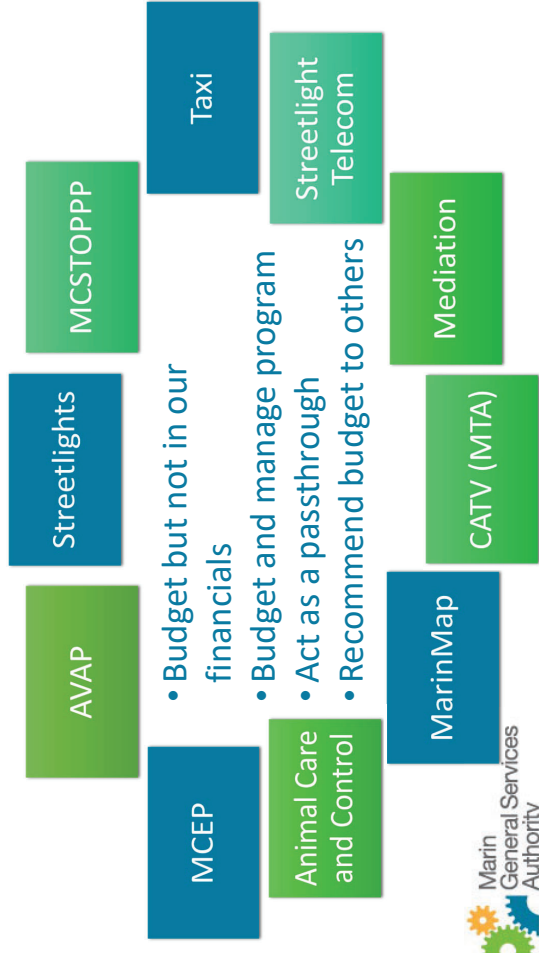 Streetlights
AVAP
MCSTOPPP
MCEP
Taxi
• Budget but not in our
financials
• Budget and manage program
• Act as a passthrough
• Recommend budget to others
Animal Care
and Control
Streetlight
Telecom
MarinMap
Mediation
CATV (MTA)
Marin
General Services
Authority